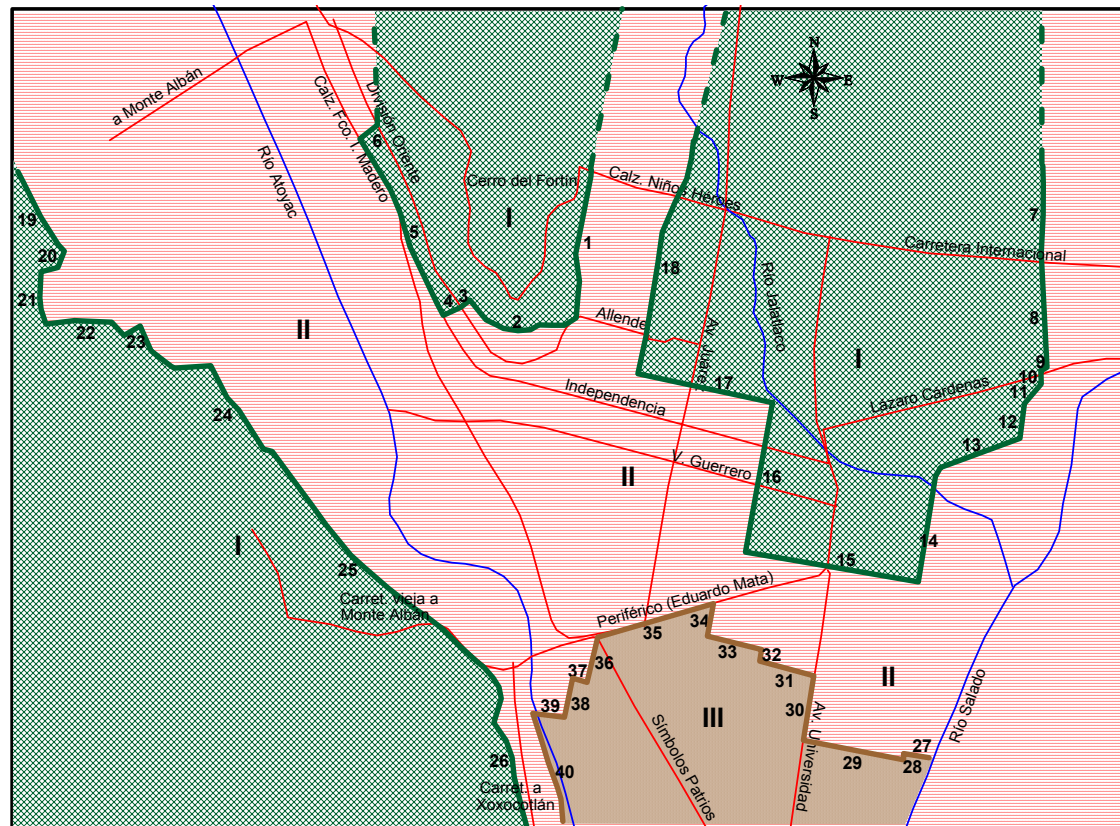 N
W
E
S
a Monte Albán
Calz. Fco. I. Madero
División Oriente
6
Río Atoyac
Cerro del Fortín
I
Calz. Niños Héroes
7
19
5
1
Carretera Internacional
20
18
Río Jalatlaco
21
4
3
2
Allende
8
22
23
II
Av. Juárez
I
9
10
11
17
Independencia
Lázaro Cárdenas
24
12
13
V. Guerrero
II
16
I
14
25
15
Carret. vieja a
Monte Albán
Periférico (Eduardo Mata)
34
35
33
32
36
31
37
38
39
30
II
III
Símbolos Patrios
Av. Universidad
Río Salado
27
28
29
26
40
Carret. a
Xoxocotlán